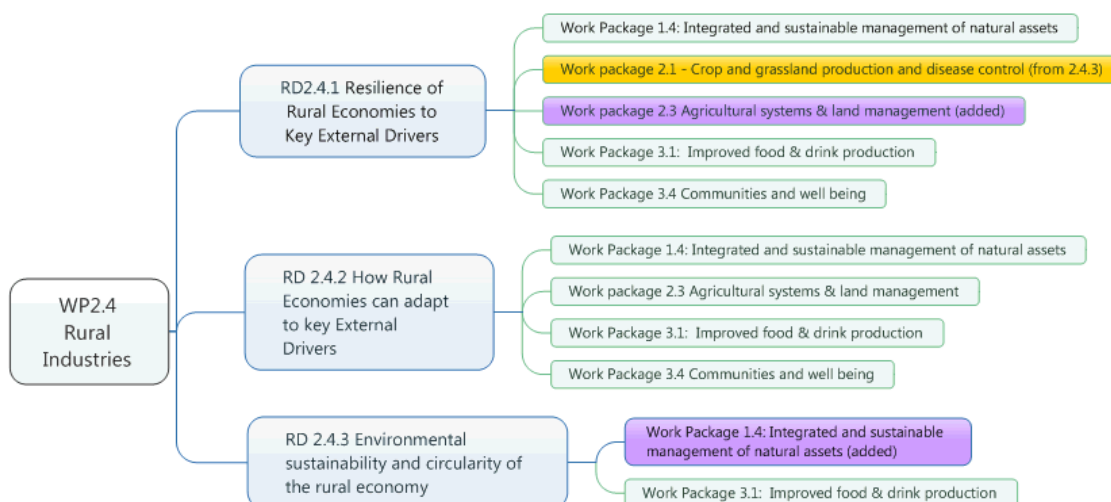 WP2.4
Rural
Industries
RD2.4.1 Resilience of
Rural Economies to
Key External Drivers
Work Package 1.4: Integrated and sustainable management of natural assets
Work package 2.1 - Crop and grassland production and disease control (from 2.4.3)
Work package 2.3 Agricultural systems & land management (added)
Work Package 3.1:  Improved food & drink production
Work Package 3.4 Communities and well being
RD 2.4.2 How Rural
Economies can adapt
to key External
Drivers
Work Package 1.4: Integrated and sustainable management of natural assets
Work package 2.3 Agricultural systems & land management
Work Package 3.1:  Improved food & drink production
Work Package 3.4 Communities and well being
RD 2.4.3 Environmental
sustainability and circularity of
the rural economy
Work Package 1.4: Integrated and sustainable
management of natural assets (added)
Work Package 3.1:  Improved food & drink production